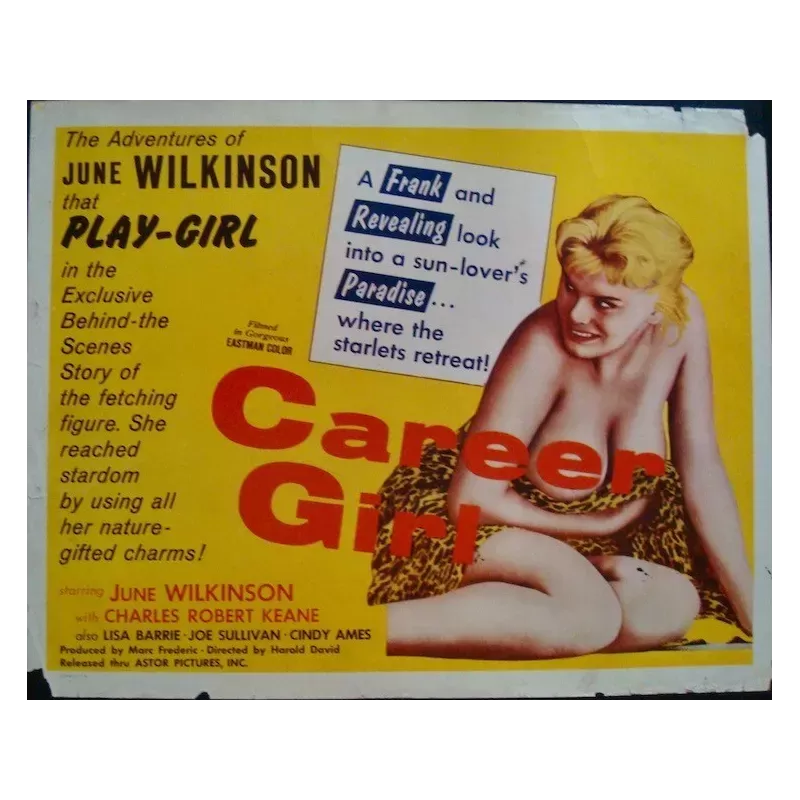 The Adventures of
JUNE WILKINSON
that
PLAY-GIRL
in the
Exclusive
Behind-the
Scenes
Story of
the fetching
figure. She
reached
stardom
by using all
her nature-
gifted charms!
A Frank and
Revealing look
into a sun-lover's
Paradise...
where the
starlets retreat!
Filmed
in Gorgeous
EASTMAN COLOR
Career
Girl
starring JUNE WILKINSON
with CHARLES ROBERT KEANE
also LISA BARRIE · JOE SULLIVAN · CINDY AMES
Produced by Marc Frederic · Directed by Harold David
Released thru ASTOR PICTURES, INC.